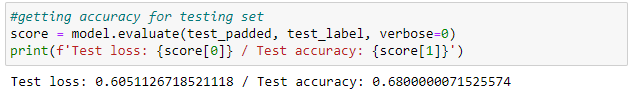 #getting accuracy for testing set
score = model.evaluate(test_padded, test_label, verbose=0)
print(f'Test loss: {score[0]} / Test accuracy: {score[1]}')
Test loss: 0.6051126718521118 / Test accuracy: 0.6800000071525574